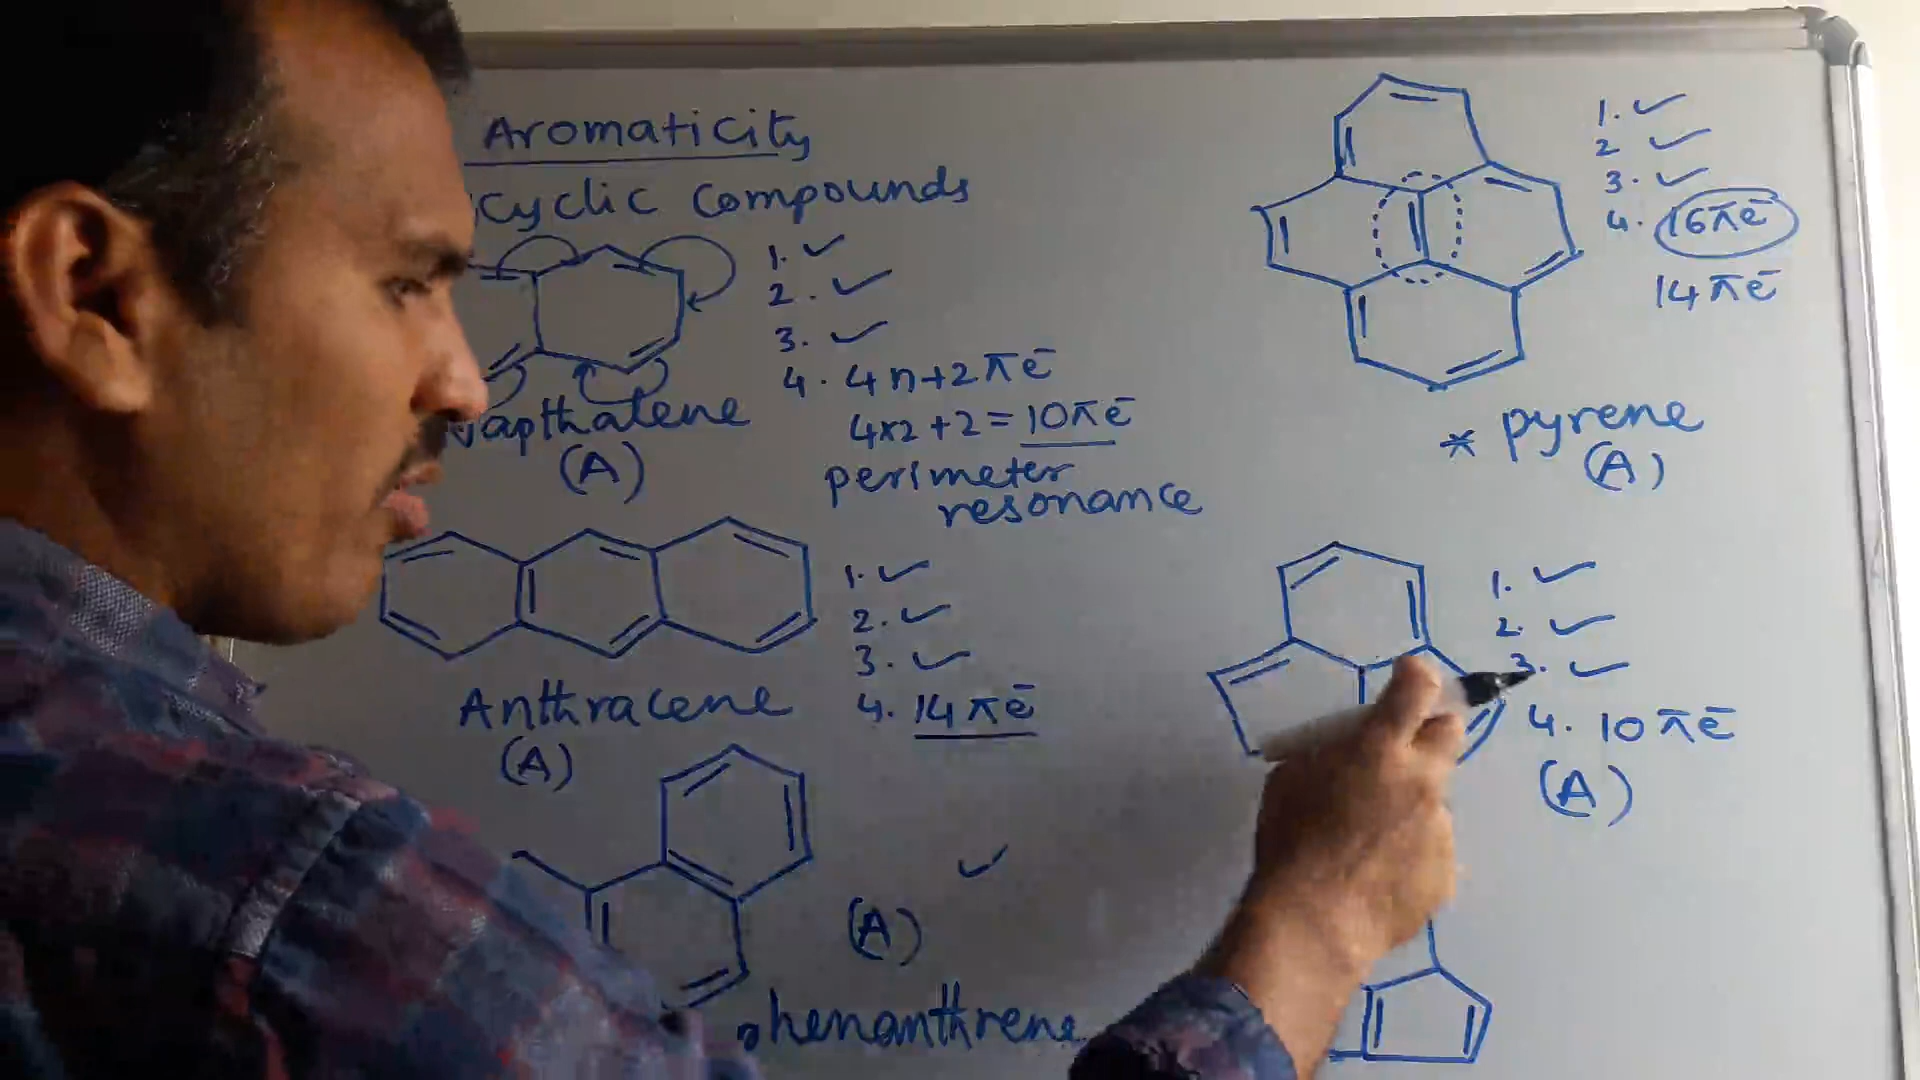 Aromaticity
cyclic compounds
1. ✓
2. ✓
3. ✓
4. 4n+2πē
4x2+2=10πē
perimeter
resonance
apthalene
(A)
1. ✓
2. ✓
3. ✓
4. 14πē
Anthracene
(A)
✓
(A)
phenanthrene
1. ✓
2 ✓
3. ✓
4. 16πē
14πē
* pyrene
(A)
1. ✓
2. ✓
3. ✓
4. 10πē
(A)